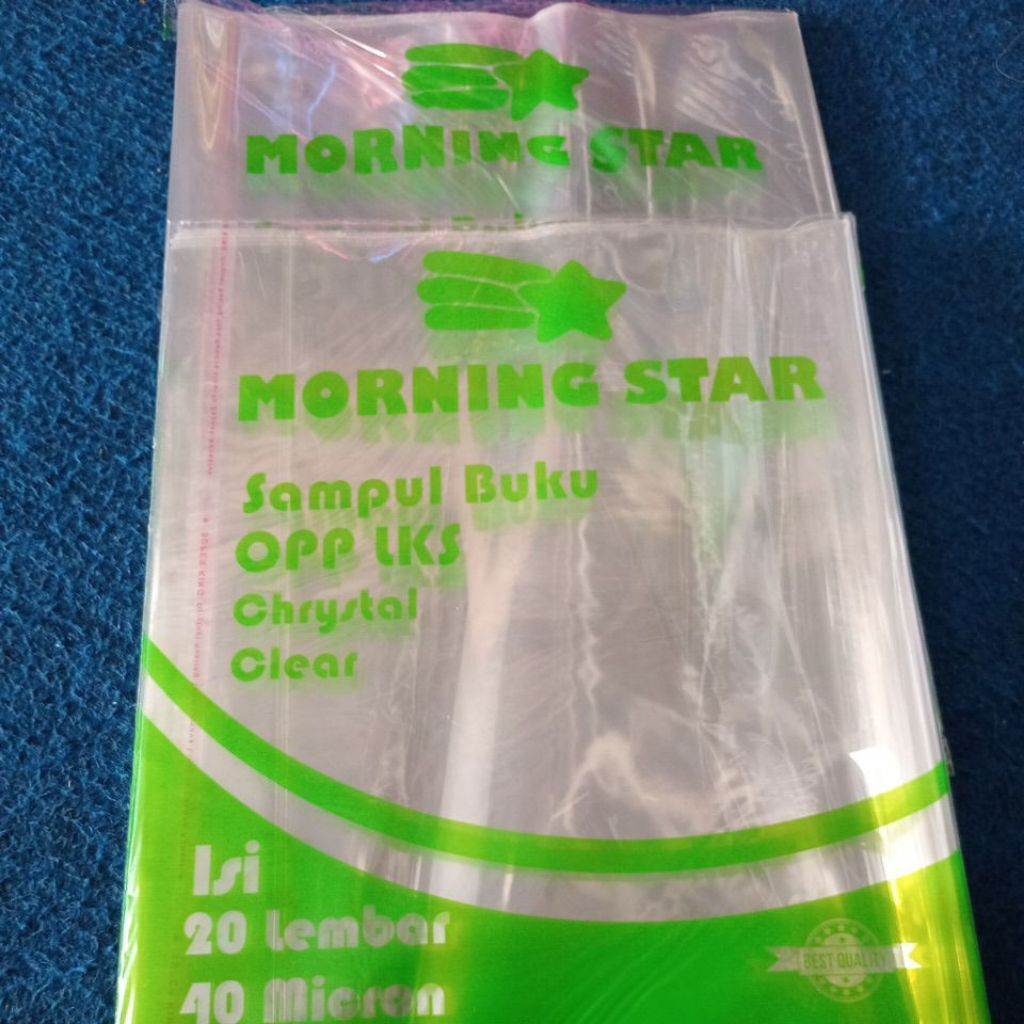 MORNING STAR
MORNING STAR
Sampul Buku
OPP LKS
Chrystal
Clear
Isi
20 Lembar
40 Micron
BEST QUALITY